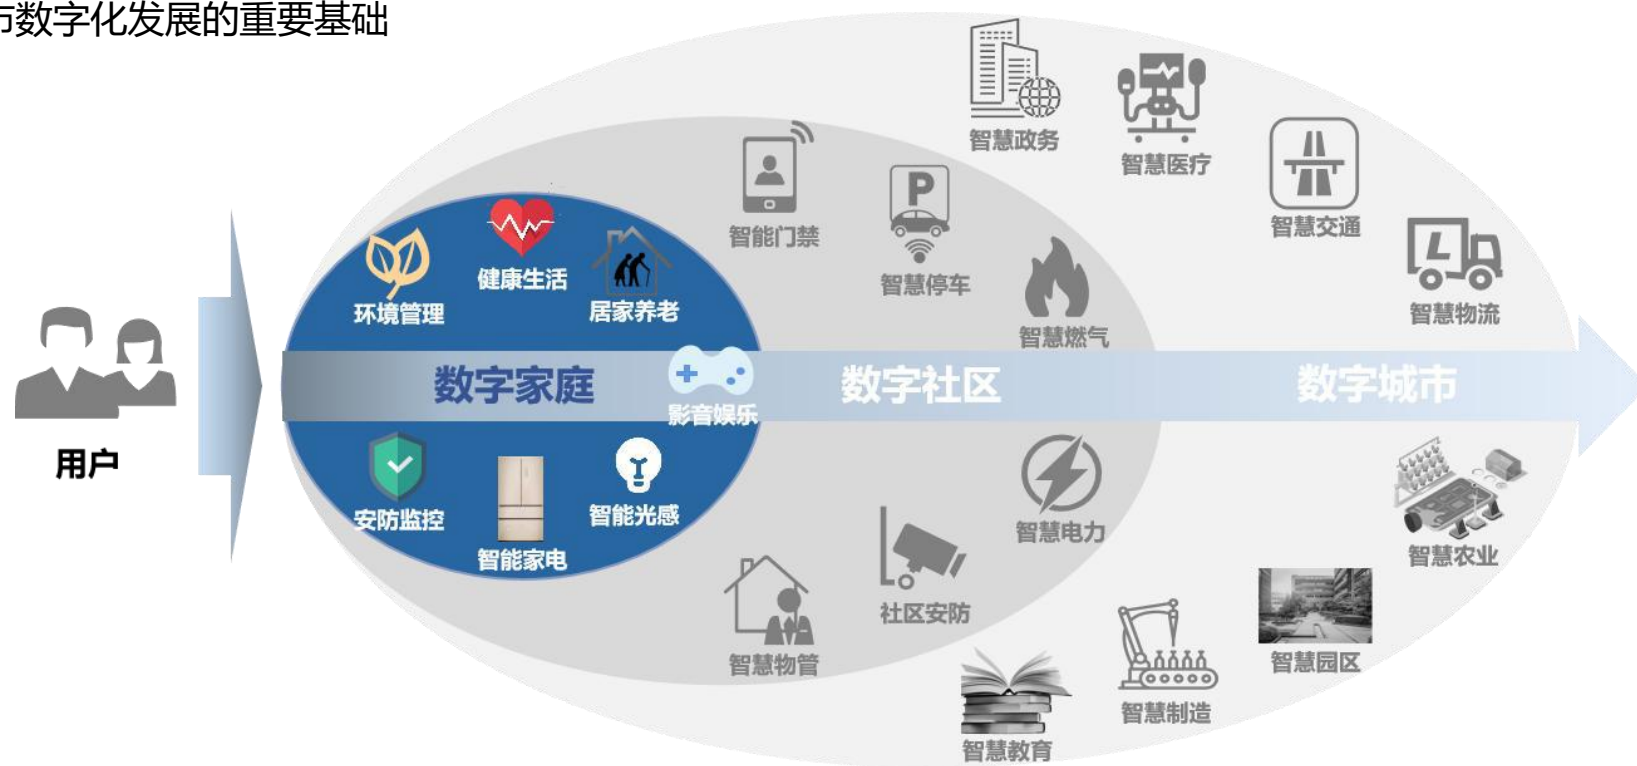 市数字化发展的重要基础
智慧政务
智慧医疗
智慧交通
智慧物流
智能门禁
智慧停车
智慧燃气
健康生活
环境管理
居家养老
用户
数字家庭
影音娱乐
数字社区
数字城市
安防监控
智能家电
智能光感
智慧电力
社区安防
智慧物管
智慧农业
智慧园区
智慧制造
智慧教育
P